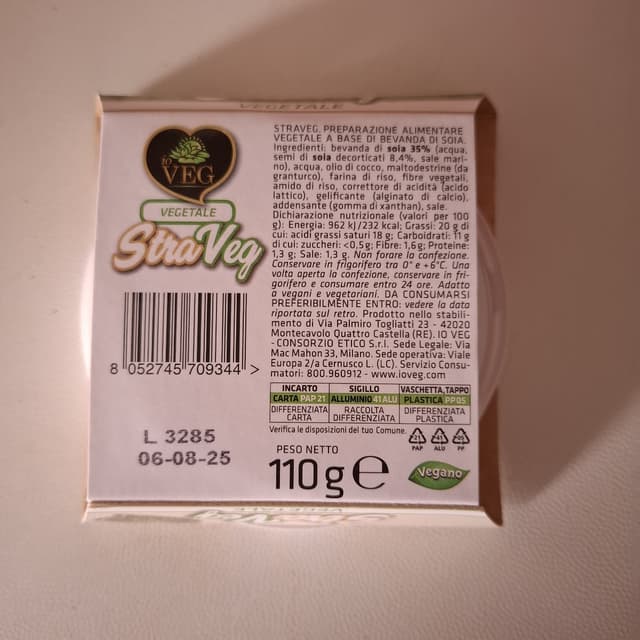 VEGETALE
io
VEG
VEGETALE
StraVeg
8 052745 709344 >
L 3285
06-08-25
STRAVEG. PREPARAZIONE ALIMENTARE
VEGETALE A BASE DI BEVANDA DI SOIA.
Ingredienti: bevanda di soia 35% (acqua,
semi di soia decorticati 8,4%, sale mari-
no), acqua, olio di cocco, maltodestrine (da
granturco), farina di riso, fibre vegetali,
amido di riso, correttore di acidità (acido
lattico), gelificante (alginato di calcio),
addensante (gomma di xanthan), sale.
Dichiarazione nutrizionale (valori per 100
g): Energia: 962 kJ/232 kcal; Grassi: 20 g di
cui: acidi grassi saturi 18 g; Carboidrati: 11 g
di cui: zuccheri: <0,5g; Fibre: 1,6g; Proteine:
1,3 g; Sale: 1,3 g. Non forare la confezione.
Conservare in frigorifero tra 0° e +6°C. Una
volta aperta la confezione, conservare in fri-
gorifero e consumare entro 24 ore. Adatto
a vegani e vegetariani. DA CONSUMARSI
PREFERIBILMENTE ENTRO: vedere la data
riportata sul retro. Prodotto nello stabili-
mento di Via Palmiro Togliatti 23 - 42020
Montecavolo Quattro Castella (RE). IO VEG
- CONSORZIO ETICO S.r.l. Sede Legale: Via
Mac Mahon 33, Milano. Sede operativa: Viale
Europa 2/a Cernusco L. (LC). Servizio Consu-
matori: 800.960912 - www.ioveg.com
INCARTO SIGILLO VASCHETTA, TAPPO
CARTA PAP 21 ALLUMINIO 41 ALU PLASTICA PP 05
DIFFERENZIATA RACCOLTA DIFFERENZIATA
CARTA DIFFERENZIATA PLASTICA
Verifica le disposizioni del tuo Comune.
21 41 05
PAP ALU PP
PESO NETTO
110 g e
Vegano
VEGETALE